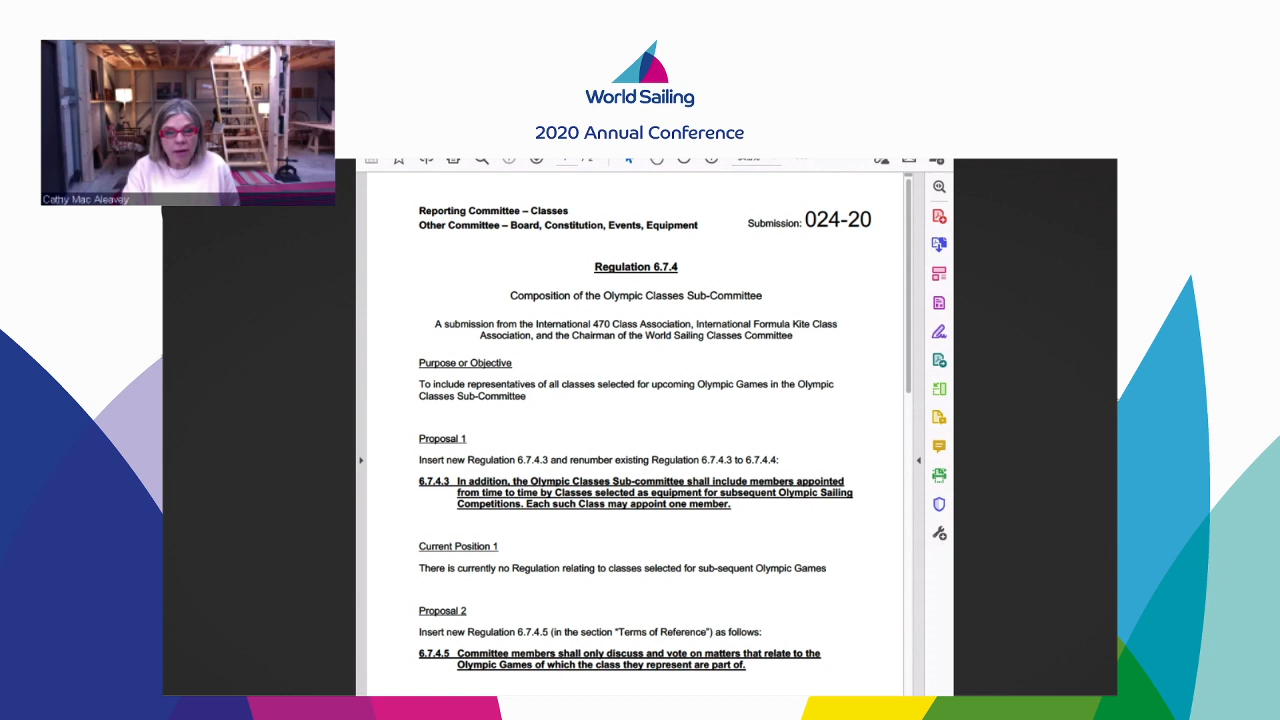 World Sailing
2020 Annual Conference
Cathy Mac Aleavey
Reporting Committee – Classes
Other Committee – Board, Constitution, Events, Equipment
Submission: 024-20
Regulation 6.7.4
Composition of the Olympic Classes Sub-Committee
A submission from the International 470 Class Association, International Formula Kite Class
Association, and the Chairman of the World Sailing Classes Committee
Purpose or Objective
To include representatives of all classes selected for upcoming Olympic Games in the Olympic
Classes Sub-Committee
Proposal 1
Insert new Regulation 6.7.4.3 and renumber existing Regulation 6.7.4.3 to 6.7.4.4:
6.7.4.3 In addition, the Olympic Classes Sub-committee shall include members appointed
from time to time by Classes selected as equipment for subsequent Olympic Sailing
Competitions. Each such Class may appoint one member.
Current Position 1
There is currently no Regulation relating to classes selected for sub-sequent Olympic Games
Proposal 2
Insert new Regulation 6.7.4.5 (in the section “Terms of Reference”) as follows:
6.7.4.5 Committee members shall only discuss and vote on matters that relate to the
Olympic Games of which the class they represent are part of.